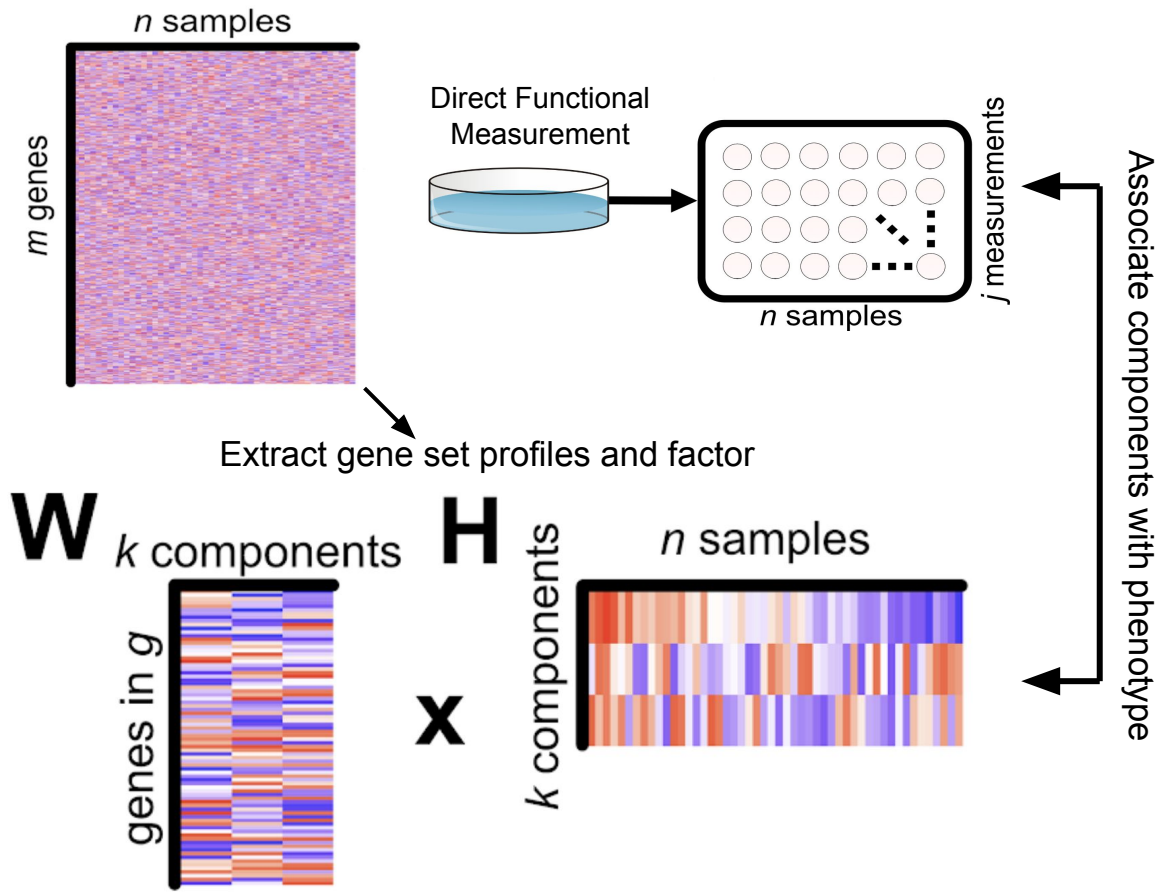 n samples
m genes
Direct Functional
Measurement
j measurements
n samples
Associate components with phenotype
Extract gene set profiles and factor
W
k components
genes in g
x
H
n samples
k components